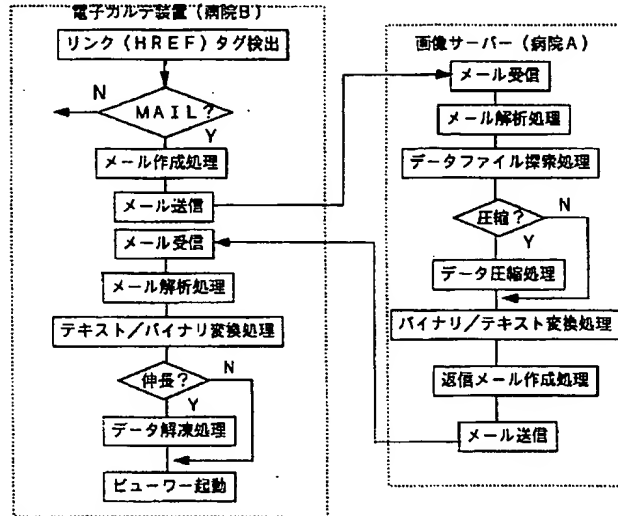 電子カルテ装置（病院B）
リンク（HREF）タグ検出
N
MAIL？
Y
メール作成処理
メール送信
メール受信
メール解析処理
テキスト／バイナリ変換処理
伸長？
N
Y
データ解凍処理
ビューワー起動
画像サーバー（病院A）
メール受信
メール解析処理
データファイル探索処理
圧縮？
N
Y
データ圧縮処理
バイナリ／テキスト変換処理
返信メール作成処理
メール送信